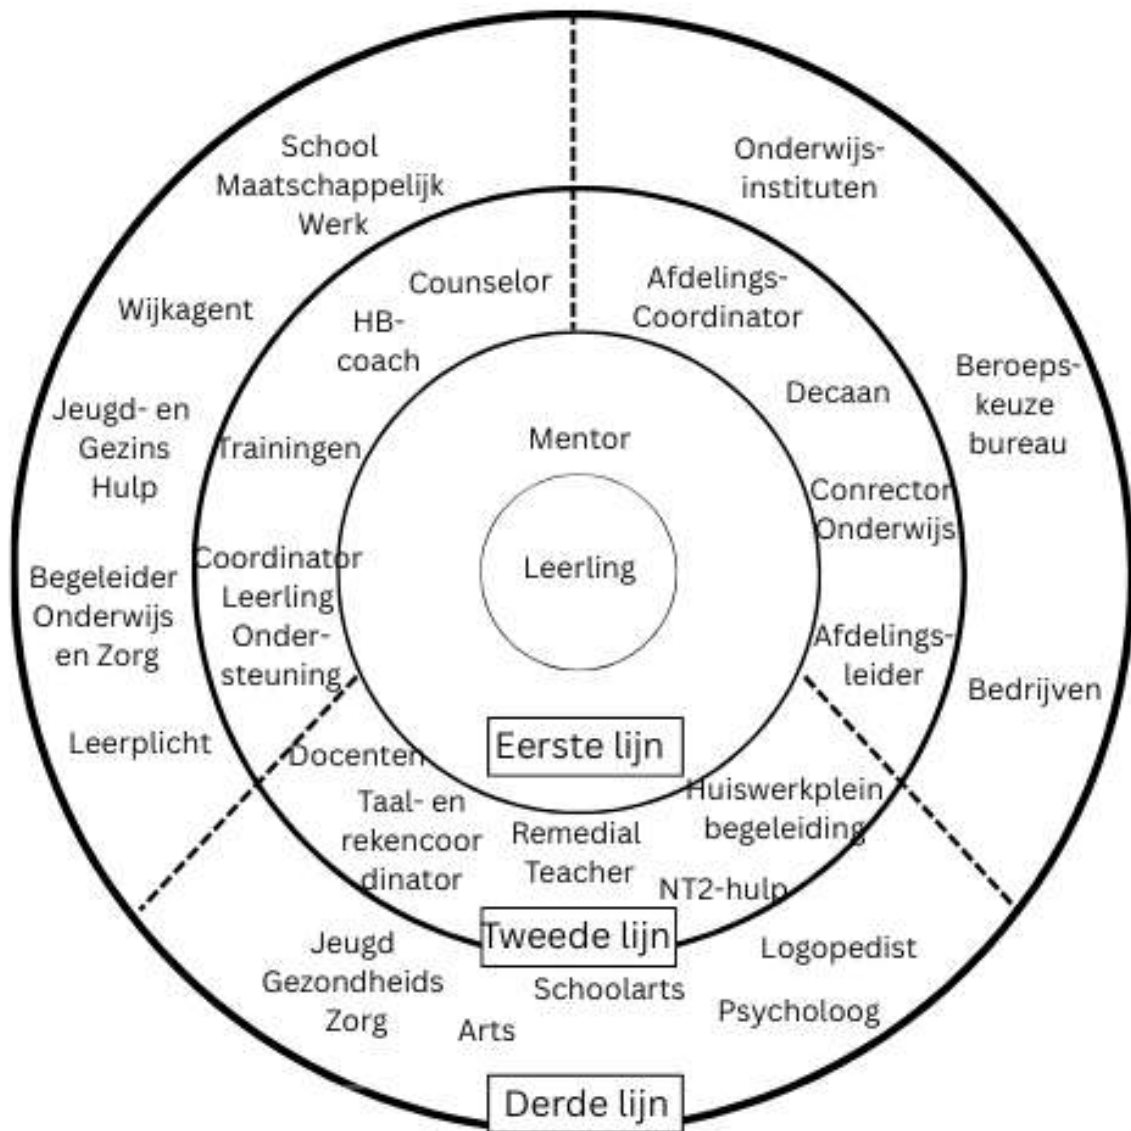 School
Maatschappelijk
Werk
Onderwijs-
instituten
Counselor
Afdelings-
Coordinator
Wijkagent
HB-
coach
Decaan
Beroeps-
keuze
bureau
Jeugd- en
Gezins
Hulp
Trainingen
Mentor
Conrector
Onderwijs
Leerling
Begeleider
Onderwijs
en Zorg
Coordinator
Leerling
Onder-
steuning
Afdelings-
leider
Bedrijven
Leerplicht
Eerste lijn
Docenten
Taal- en
rekencoor
dinator
Remedial
Teacher
Huiswerkplein
begeleiding
NT2-hulp
Tweede lijn
Jeugd
Gezondheids
Zorg
Arts
Schoolarts
Logopedist
Psycholoog
Derde lijn